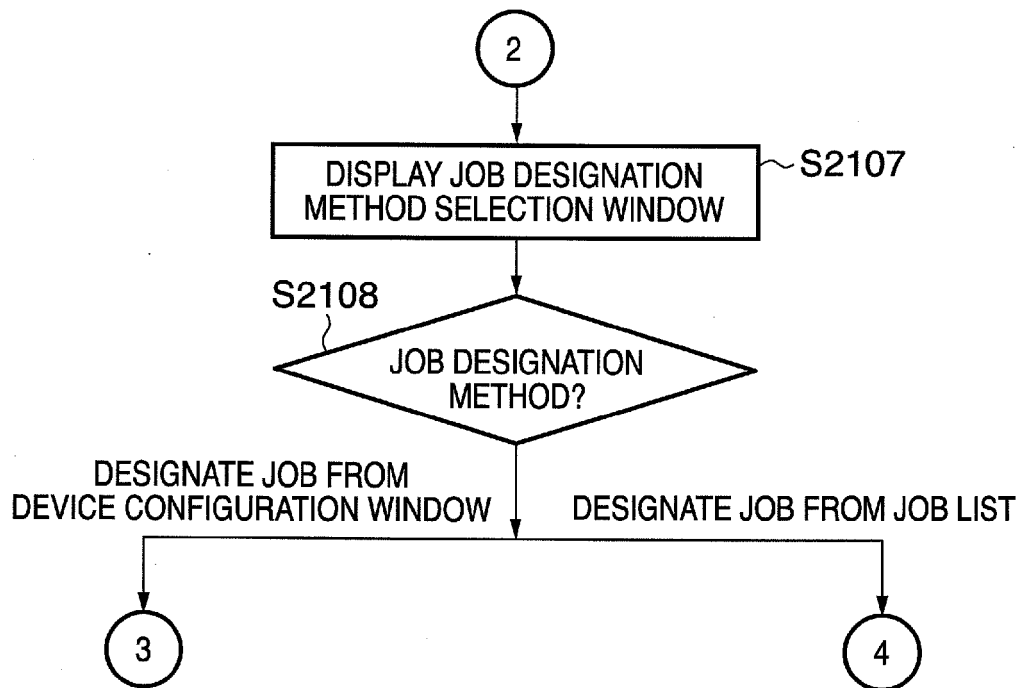 2
DISPLAY JOB DESIGNATION
METHOD SELECTION WINDOW
S2107
S2108
JOB DESIGNATION
METHOD?
DESIGNATE JOB FROM
DEVICE CONFIGURATION WINDOW
DESIGNATE JOB FROM JOB LIST
3
4